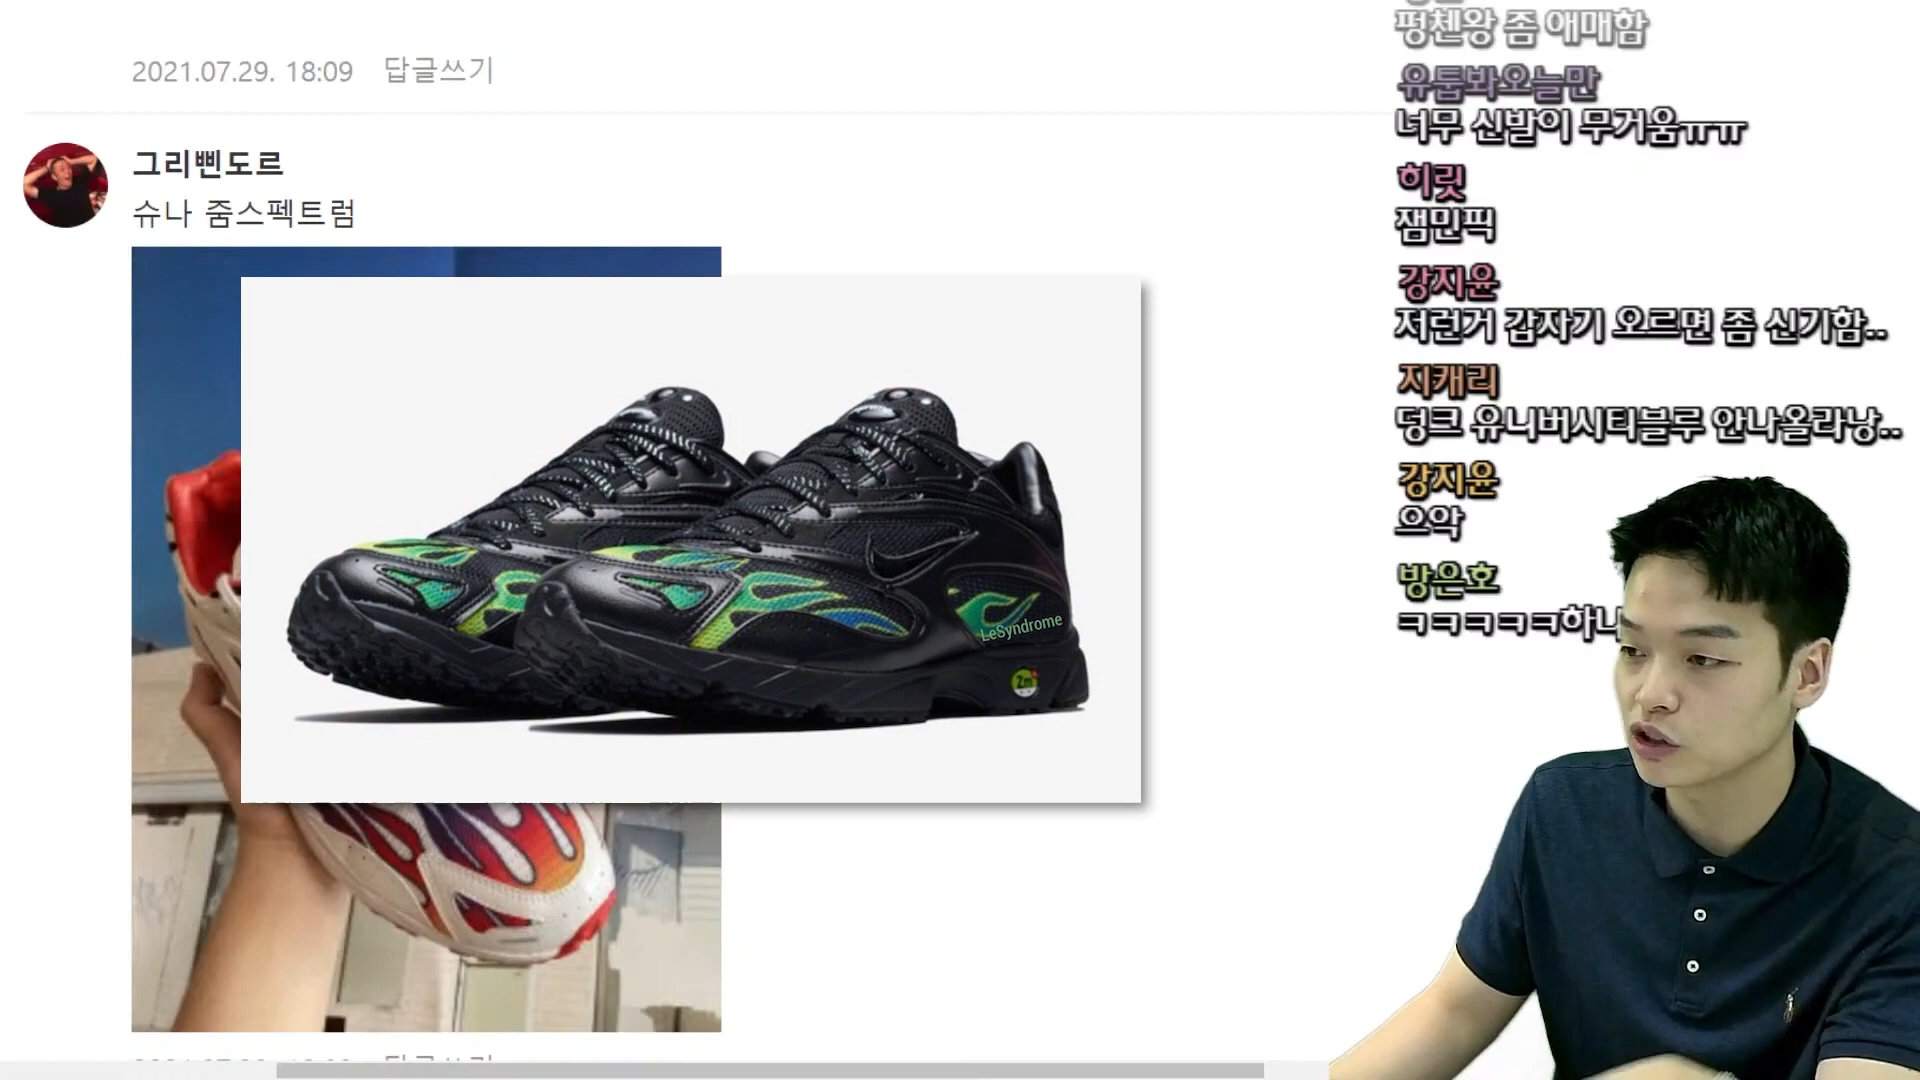 2021.07.29. 18:09 답글쓰기
그리삔도르
슈나 줌스펙트럼
LeSyndrome
Zm
펑첸왕 좀 애매함
유튭봐오늘만
너무 신발이 무거움ㅠㅠ
히릿
잼민픽
강지윤
저런거 갑자기 오르면 좀 신기함..
지캐리
덩크 유니버시티블루 안나올라낭..
강지윤
으악
방은호
ㅋㅋㅋㅋㅋ하나